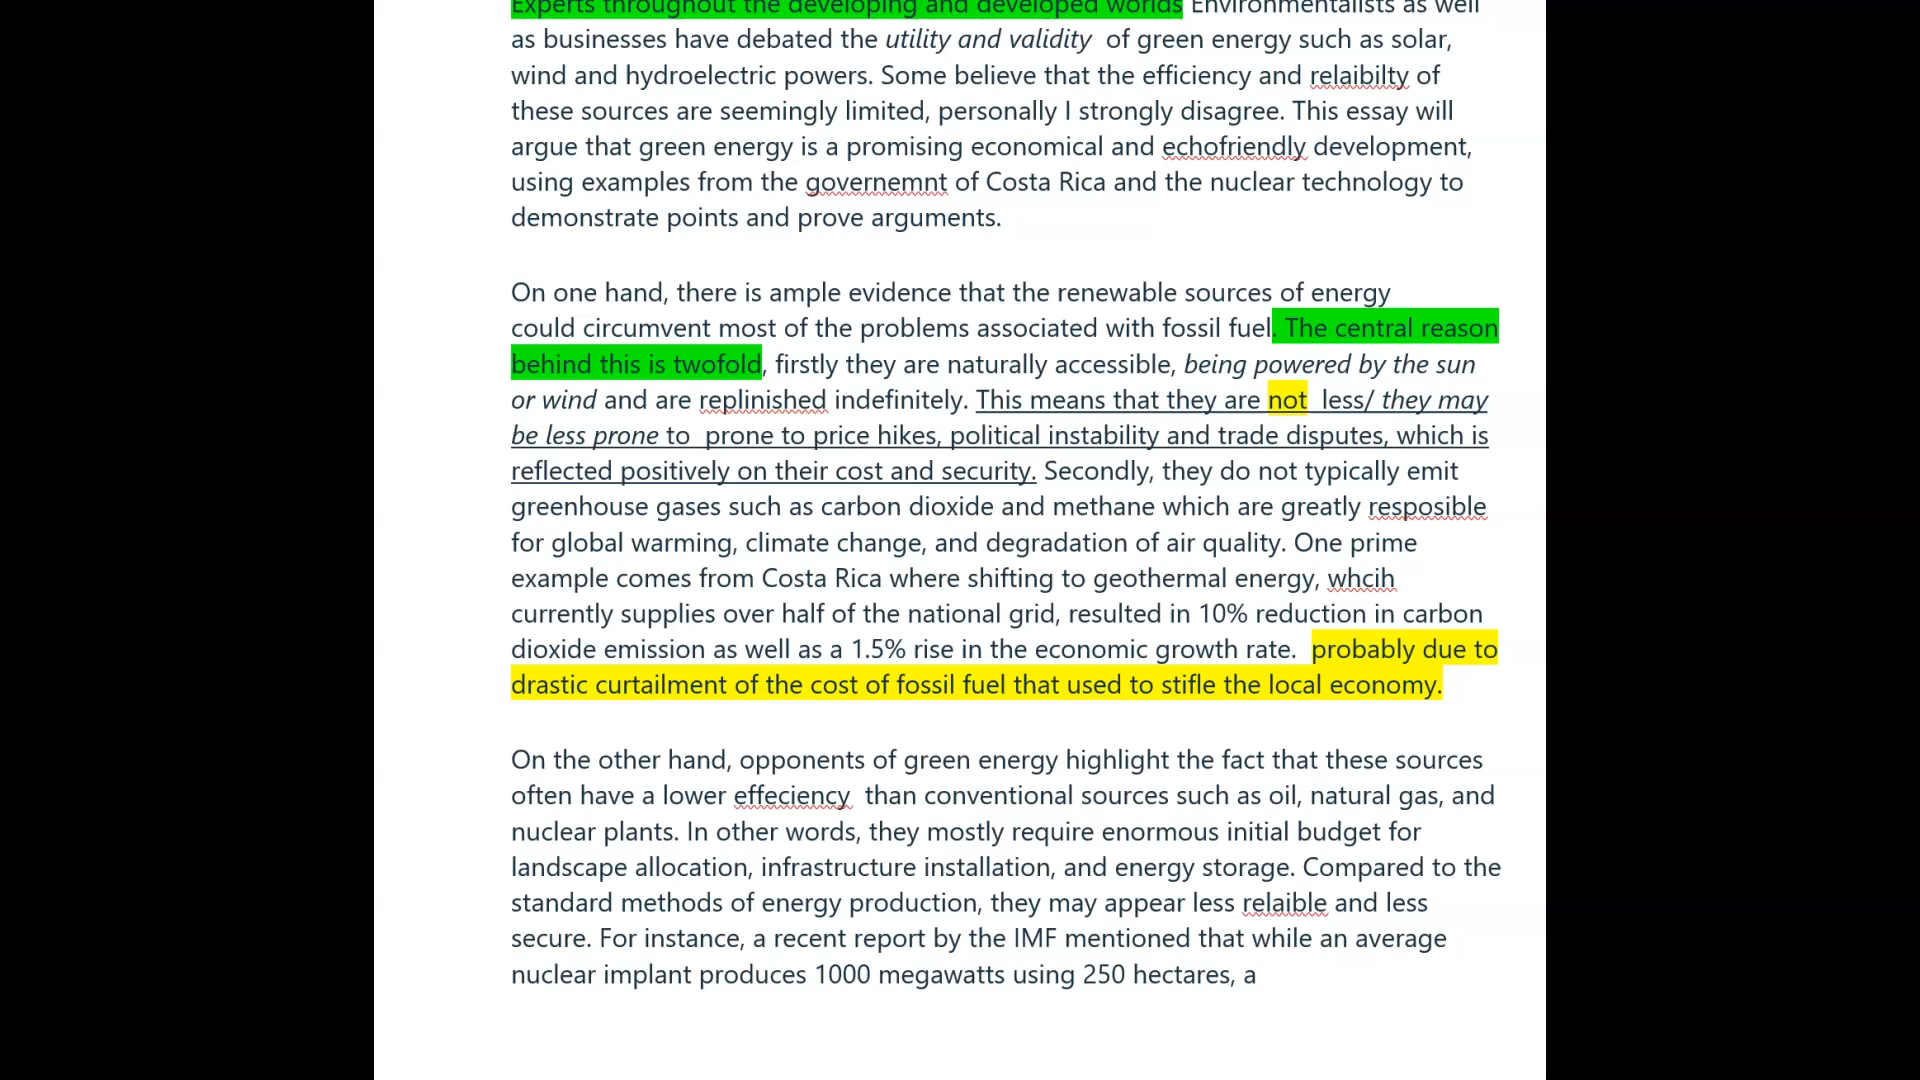 Experts throughout the developing and developed worlds Environmentalists as well
as businesses have debated the utility and validity of green energy such as solar,
wind and hydroelectric powers. Some believe that the efficiency and relaibilty of
these sources are seemingly limited, personally I strongly disagree. This essay will
argue that green energy is a promising economical and echofriendly development,
using examples from the governemnt of Costa Rica and the nuclear technology to
demonstrate points and prove arguments.
On one hand, there is ample evidence that the renewable sources of energy
could circumvent most of the problems associated with fossil fuel. The central reason
behind this is twofold, firstly they are naturally accessible, being powered by the sun
or wind and are replinished indefinitely. This means that they are not less/ they may
be less prone to prone to price hikes, political instability and trade disputes, which is
reflected positively on their cost and security. Secondly, they do not typically emit
greenhouse gases such as carbon dioxide and methane which are greatly resposible
for global warming, climate change, and degradation of air quality. One prime
example comes from Costa Rica where shifting to geothermal energy, whcih
currently supplies over half of the national grid, resulted in 10% reduction in carbon
dioxide emission as well as a 1.5% rise in the economic growth rate. probably due to
drastic curtailment of the cost of fossil fuel that used to stifle the local economy.
On the other hand, opponents of green energy highlight the fact that these sources
often have a lower effeciency than conventional sources such as oil, natural gas, and
nuclear plants. In other words, they mostly require enormous initial budget for
landscape allocation, infrastructure installation, and energy storage. Compared to the
standard methods of energy production, they may appear less relaible and less
secure. For instance, a recent report by the IMF mentioned that while an average
nuclear implant produces 1000 megawatts using 250 hectares, a